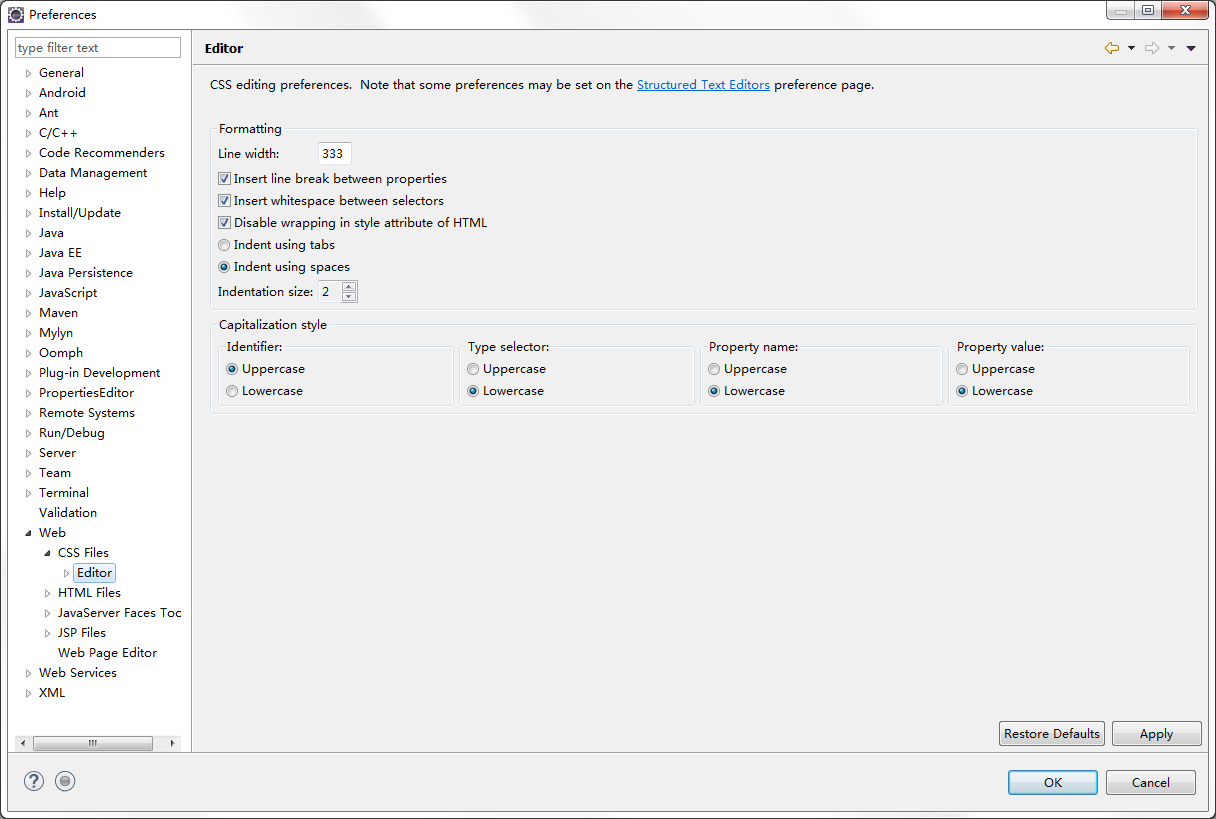 Preferences
type filter text
General
Android
Ant
C/C++
Code Recommenders
Data Management
Help
Install/Update
Java
Java EE
Java Persistence
JavaScript
Maven
Mylyn
Oomph
Plug-in Development
PropertiesEditor
Remote Systems
Run/Debug
Server
Team
Terminal
Validation
Web
CSS Files
Editor
HTML Files
JavaServer Faces Toc
JSP Files
Web Page Editor
Web Services
XML
Editor
CSS editing preferences.  Note that some preferences may be set on the Structured Text Editors preference page.
Formatting
Line width: 333
Insert line break between properties
Insert whitespace between selectors
Disable wrapping in style attribute of HTML
Indent using tabs
Indent using spaces
Indentation size: 2
Capitalization style
Identifier:
Uppercase
Lowercase
Type selector:
Uppercase
Lowercase
Property name:
Uppercase
Lowercase
Property value:
Uppercase
Lowercase
Restore Defaults
Apply
?
OK
Cancel